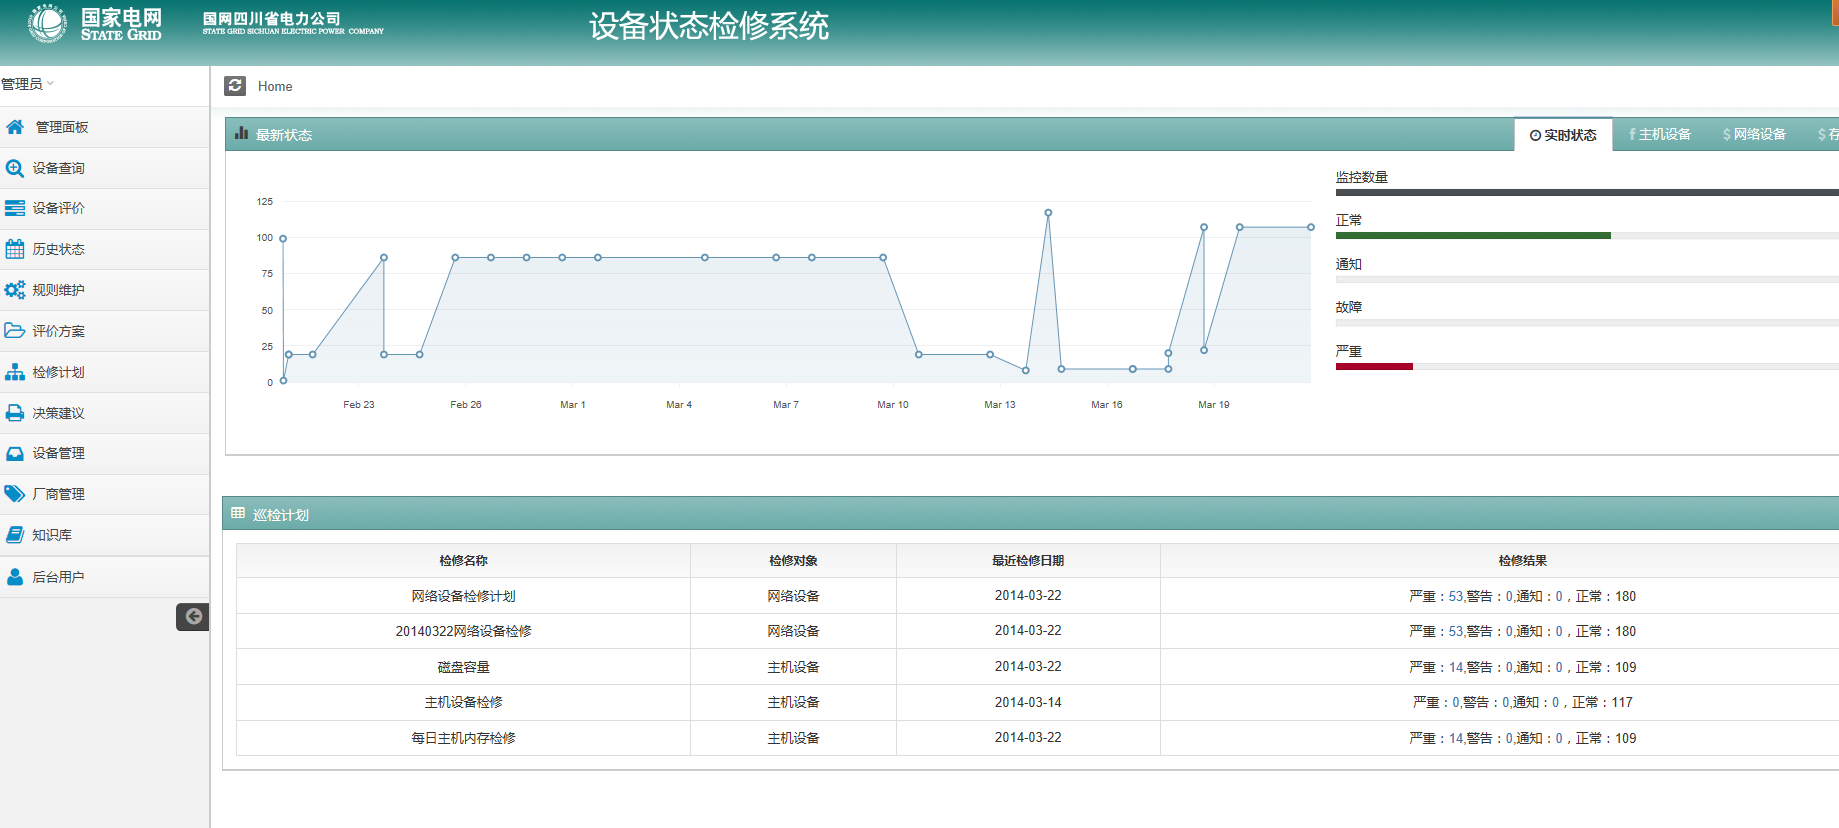 国家电网
STATE GRID
国网四川省电力公司
STATE GRID SICHUAN ELECTRIC POWER COMPANY
设备状态检修系统
管理员
Home
管理面板
设备查询
设备评价
历史状态
规则维护
评价方案
检修计划
决策建议
设备管理
厂商管理
知识库
后台用户
最新状态
实时状态
主机设备
$ 网络设备
$ 存
125
100
75
50
25
0
Feb 23
Feb 26
Mar 1
Mar 4
Mar 7
Mar 10
Mar 13
Mar 16
Mar 19
监控数量
正常
通知
故障
严重
巡检计划
检修名称 检修对象 最近检修日期 检修结果
网络设备检修计划 网络设备 2014-03-22 严重：53,警告：0,通知：0，正常：180
20140322网络设备检修 网络设备 2014-03-22 严重：53,警告：0,通知：0，正常：180
磁盘容量 主机设备 2014-03-22 严重：14,警告：0,通知：0，正常：109
主机设备检修 主机设备 2014-03-14 严重：0,警告：0,通知：0，正常：117
每日主机内存检修 主机设备 2014-03-22 严重：14,警告：0,通知：0，正常：109